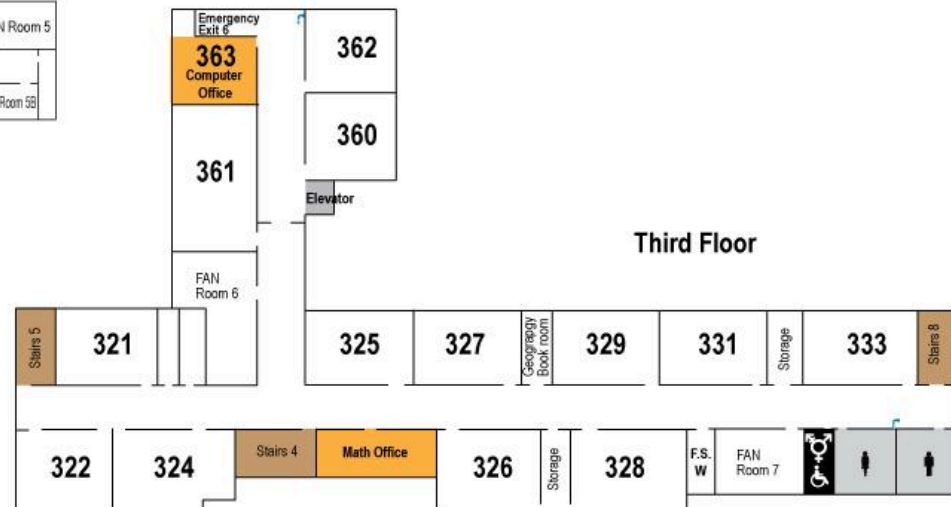 N Room 5
Room 5B
Emergency
Exit 6
363
Computer
Office
362
360
361
Elevator
Third Floor
FAN
Room 6
Stairs 5
321
325
327
Geograpgy
Book room
329
331
Storage
333
Stairs 8
322
324
Stairs 4
Math Office
326
Storage
328
F.S.
W
FAN
Room 7